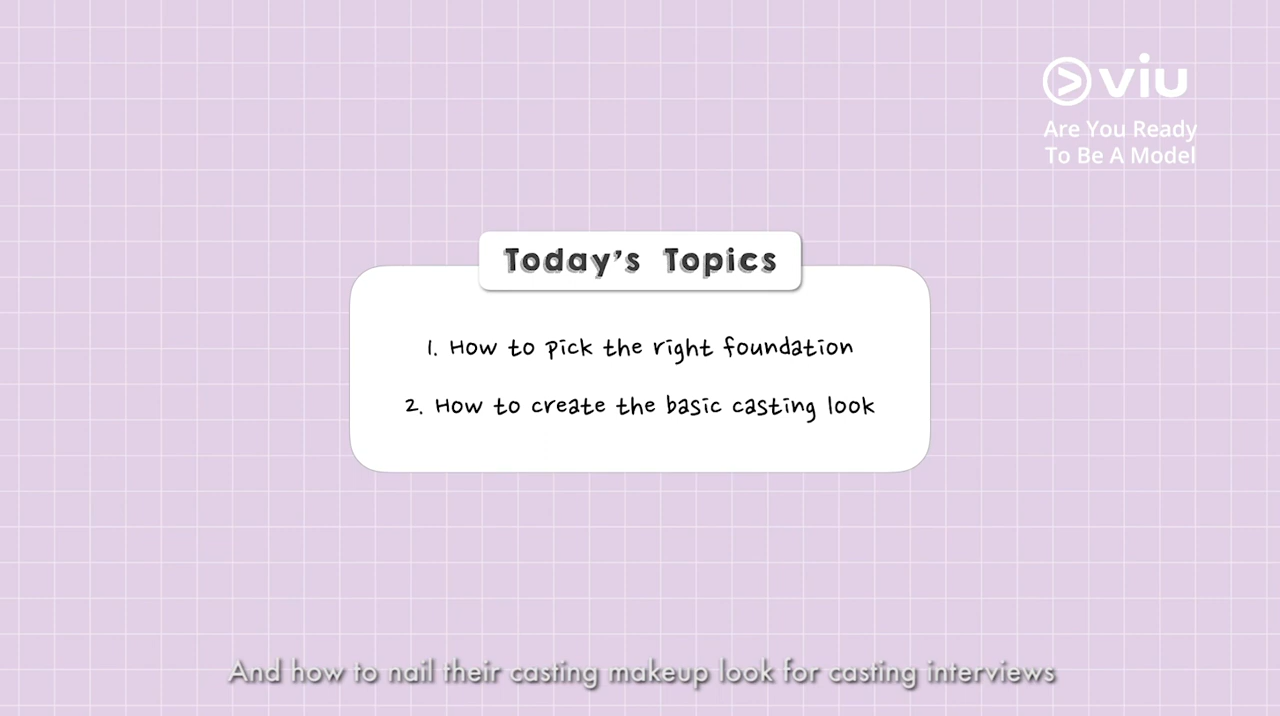 viu
Are You Ready
To Be A Model
Today's Topics
1. How to pick the right foundation
2. How to create the basic casting look
And how to nail their casting makeup look for casting interviews